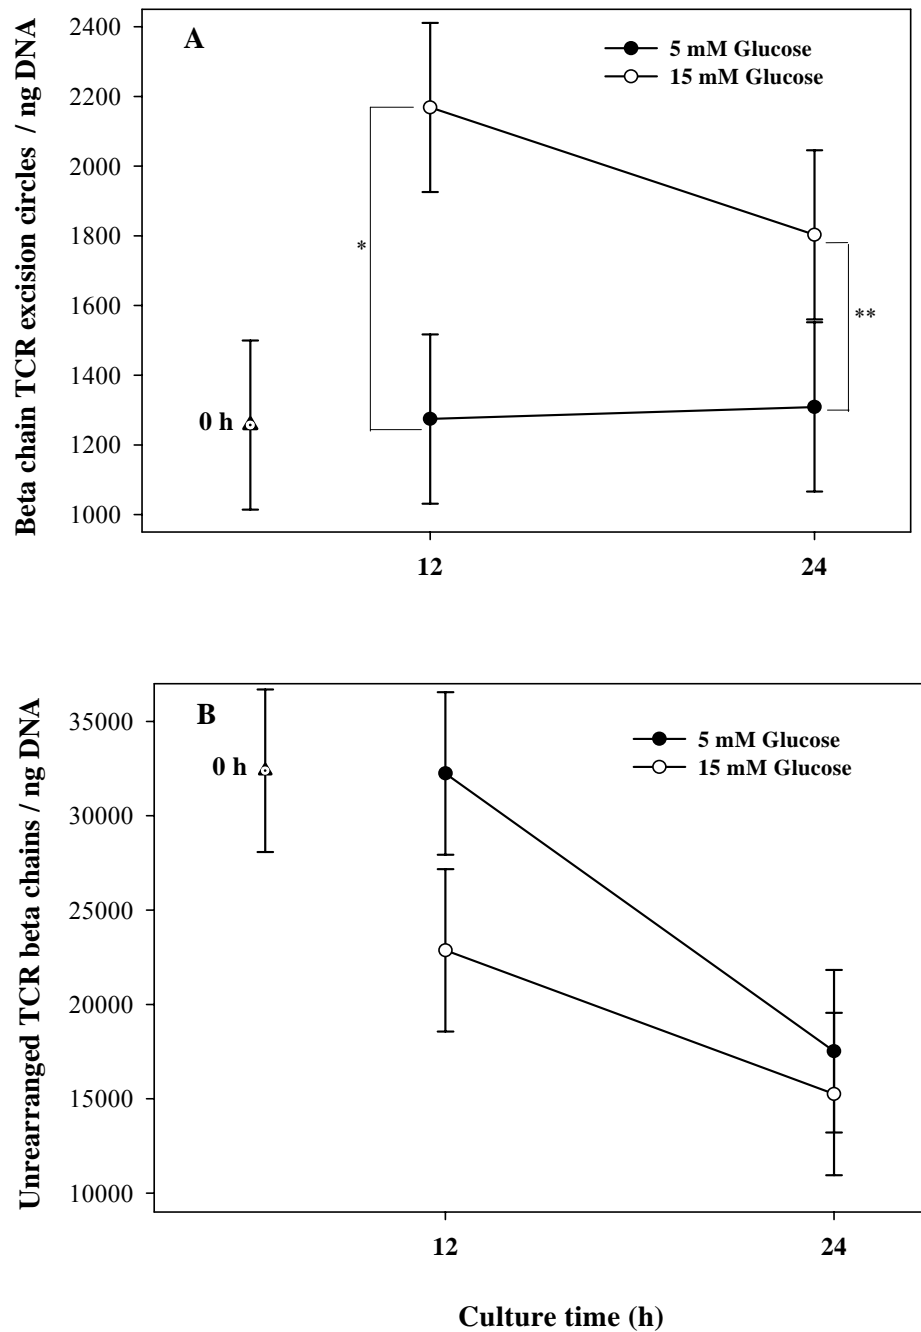 A
5 mM Glucose
15 mM Glucose
Beta chain TCR excision circles / ng DNA
2400
2200
2000
1800
1600
1400
1200
1000
*
**
0 h
12 24
B
5 mM Glucose
15 mM Glucose
Unrearranged TCR beta chains / ng DNA
35000
30000
25000
20000
15000
10000
0 h
12 24
Culture time (h)